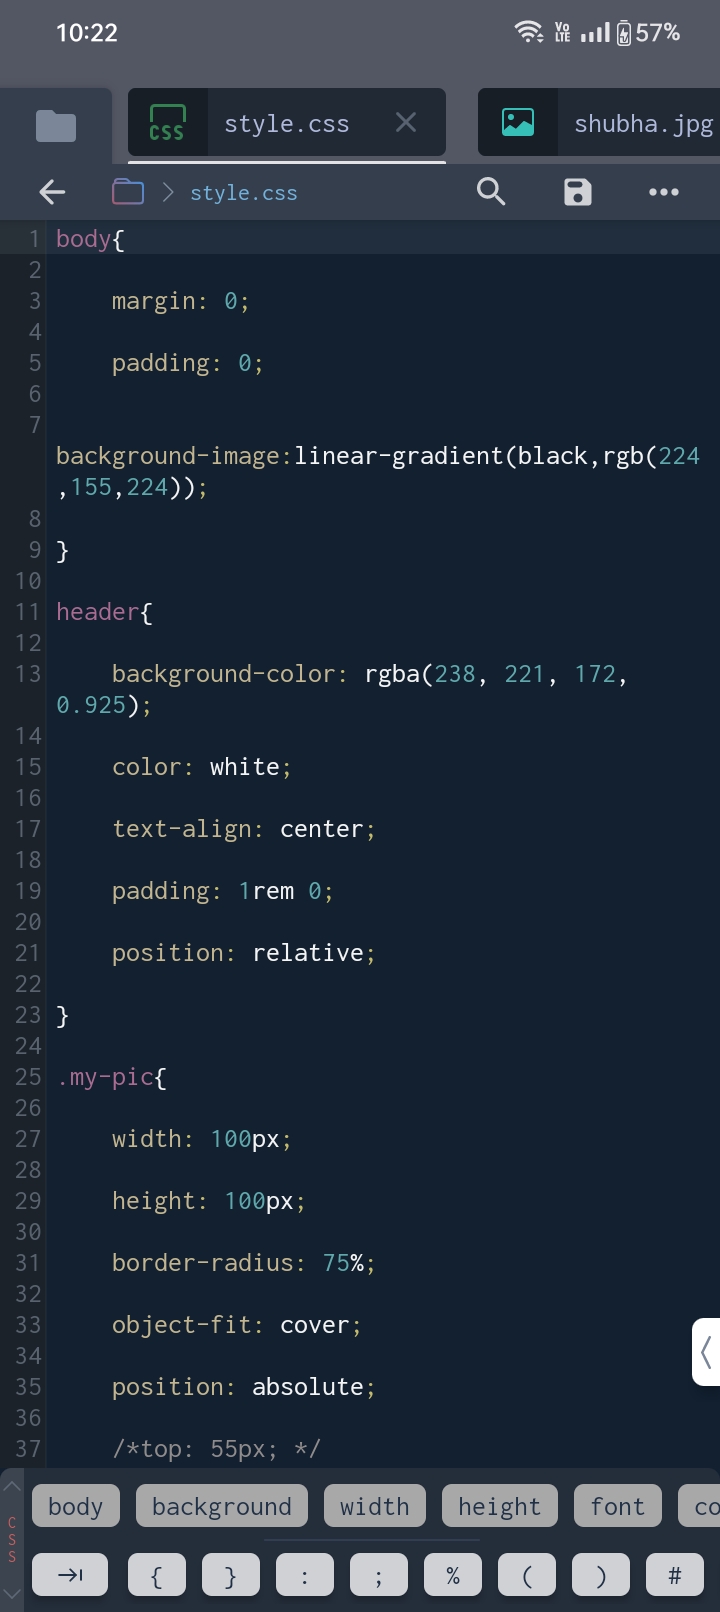 10:22
Vo LTE 57%
CSS style.css shubha.jpg
style.css
1 body{
2
3 margin: 0;
4
5 padding: 0;
6
7
background-image:linear-gradient(black,rgb(224
,155,224));
8
9 }
10
11 header{
12
13 background-color: rgba(238, 221, 172,
0.925);
14
15 color: white;
16
17 text-align: center;
18
19 padding: 1rem 0;
20
21 position: relative;
22
23 }
24
25 .my-pic{
26
27 width: 100px;
28
29 height: 100px;
30
31 border-radius: 75%;
32
33 object-fit: cover;
34
35 position: absolute;
36
37 /*top: 55px; */
CSS
body background width height font co
{ } : ; % ( ) #